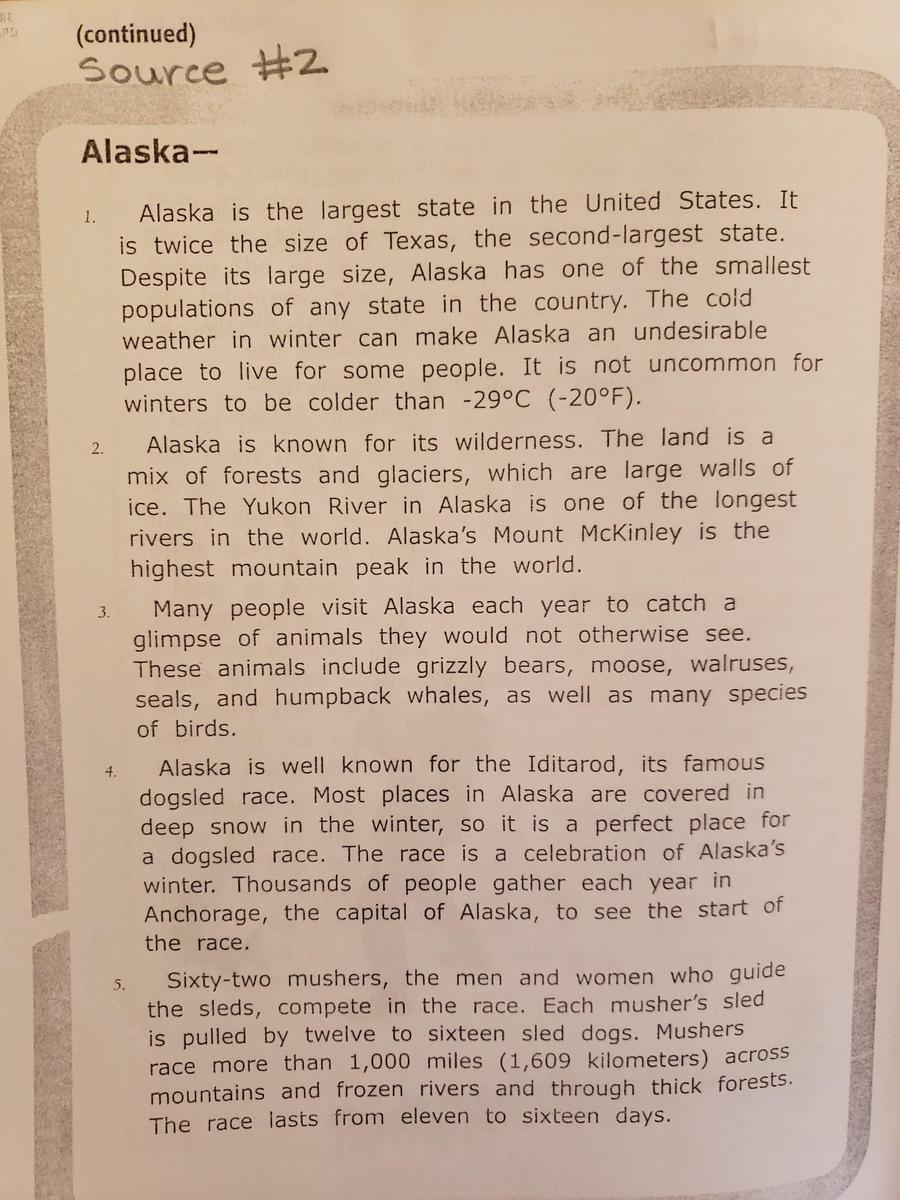 (continued)
Source #2
Alaska—
1. Alaska is the largest state in the United States. It
is twice the size of Texas, the second-largest state.
Despite its large size, Alaska has one of the smallest
populations of any state in the country. The cold
weather in winter can make Alaska an undesirable
place to live for some people. It is not uncommon for
winters to be colder than -29°C (-20°F).
2. Alaska is known for its wilderness. The land is a
mix of forests and glaciers, which are large walls of
ice. The Yukon River in Alaska is one of the longest
rivers in the world. Alaska's Mount McKinley is the
highest mountain peak in the world.
3. Many people visit Alaska each year to catch a
glimpse of animals they would not otherwise see.
These animals include grizzly bears, moose, walruses,
seals, and humpback whales, as well as many species
of birds.
4. Alaska is well known for the Iditarod, its famous
dogsled race. Most places in Alaska are covered in
deep snow in the winter, so it is a perfect place for
a dogsled race. The race is a celebration of Alaska's
winter. Thousands of people gather each year in
Anchorage, the capital of Alaska, to see the start of
the race.
5. Sixty-two mushers, the men and women who guide
the sleds, compete in the race. Each musher's sled
is pulled by twelve to sixteen sled dogs. Mushers
race more than 1,000 miles (1,609 kilometers) across
mountains and frozen rivers and through thick forests.
The race lasts from eleven to sixteen days.